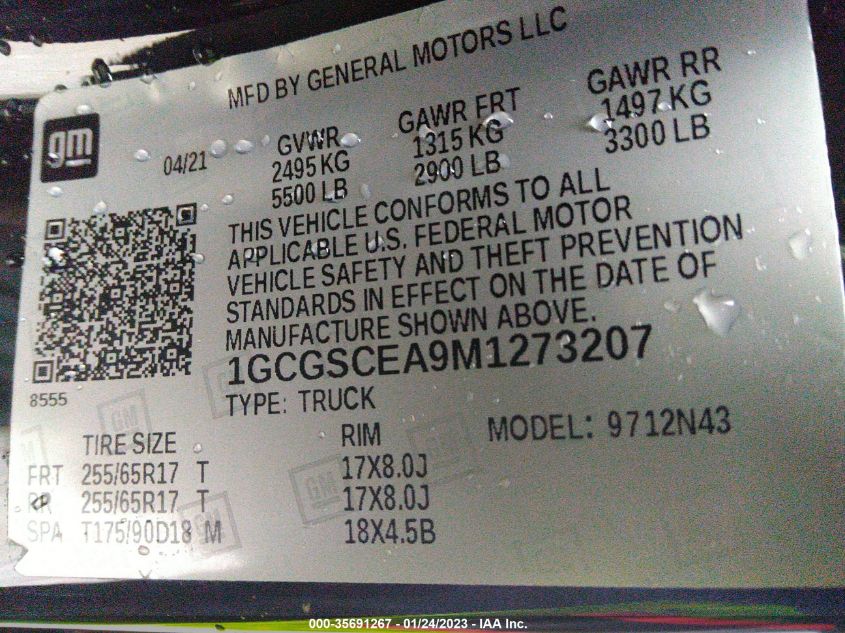 MFD BY GENERAL MOTORS LLC
gm
04/21
GVWR GAWR FRT GAWR RR
2495 KG 1315 KG 1497 KG
5500 LB 2900 LB 3300 LB
THIS VEHICLE CONFORMS TO ALL
APPLICABLE U.S. FEDERAL MOTOR
VEHICLE SAFETY AND THEFT PREVENTION
STANDARDS IN EFFECT ON THE DATE OF
MANUFACTURE SHOWN ABOVE.
1GCGSCEA9M1273207
8555
TYPE: TRUCK
MODEL: 9712N43
TIRE SIZE RIM
FRT 255/65R17 T 17X8.0J
RR 255/65R17 T 17X8.0J
SPA T175/90D18 M 18X4.5B
GM
GM
GM
GM
000-35691267 - 01/24/2023 - IAA Inc.